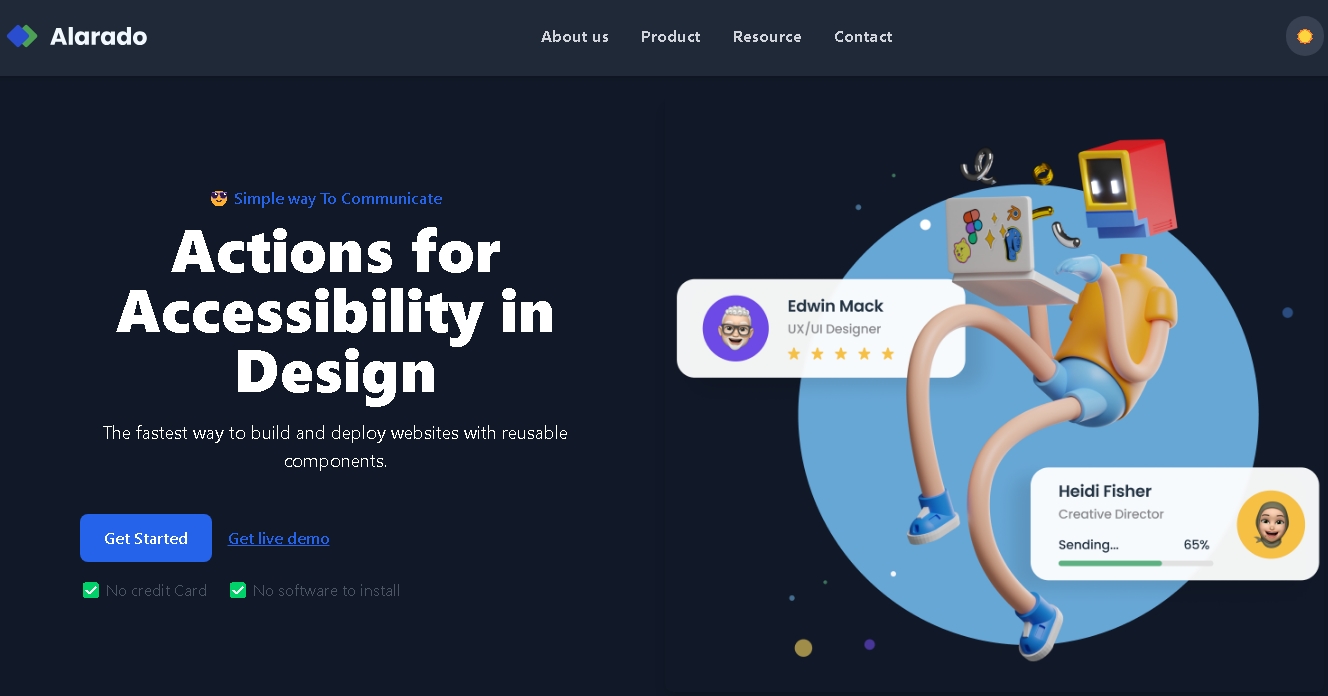 Alarado
About us
Product
Resource
Contact
Simple way To Communicate
Actions for
Accessibility in
Design
The fastest way to build and deploy websites with reusable
components.
Get Started
Get live demo
No credit Card
No software to install
Edwin Mack
UX/UI Designer
Heidi Fisher
Creative Director
Sending... 65%